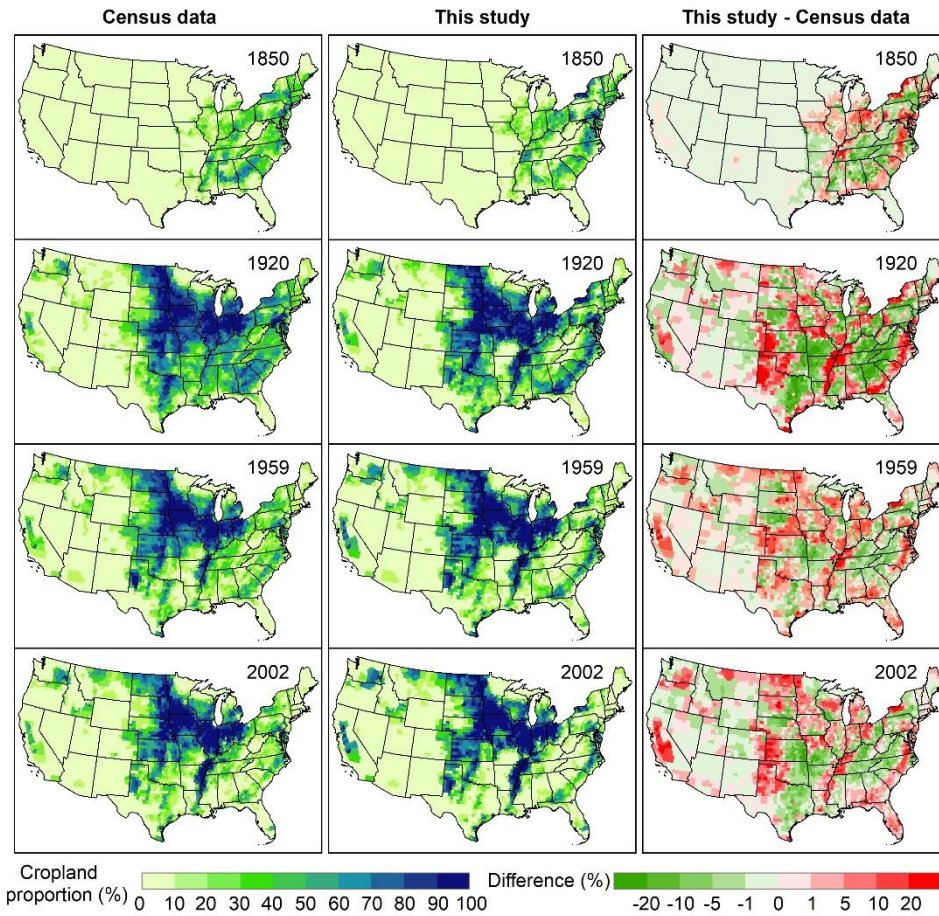 Census data This study This study - Census data
1850 1850 1850
1920 1920 1920
1959 1959 1959
2002 2002 2002
Cropland
proportion (%) 0 10 20 30 40 50 60 70 80 90 100
Difference (%) -20 -10 -5 -1 0 1 5 10 20